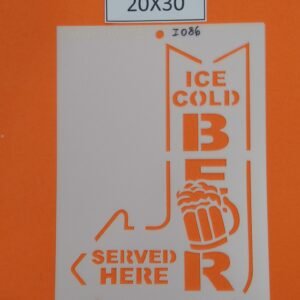 20X30
I086
ICE
COLD
BEER
SERVED
HERE